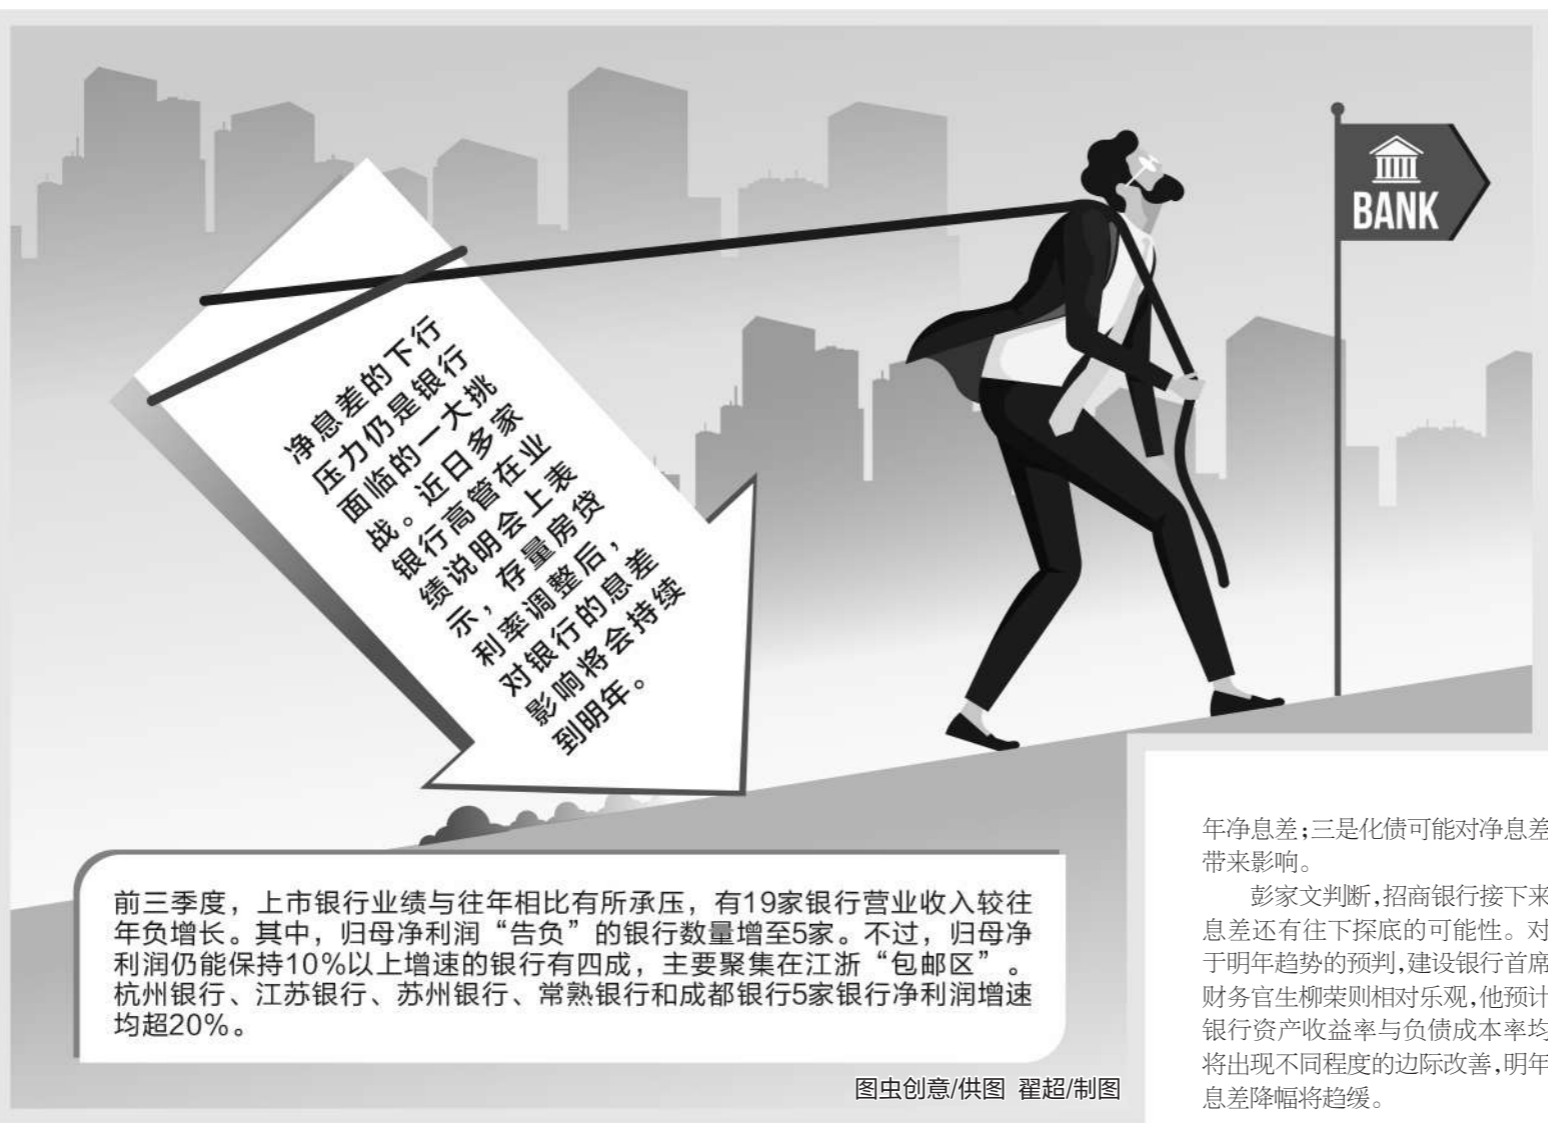 BANK
净息差的下行
压力仍是银行
面临的一大挑
战。近日多家
银行高管在业
绩说明会上表
示，存量房贷
利率调整后，
对银行的息差
影响将会持续
到明年。
前三季度，上市银行业绩与往年相比有所承压，有19家银行营业收入较往
年负增长。其中，归母净利润“告负”的银行数量增至5家。不过，归母净
利润仍能保持10%以上增速的银行有四成，主要聚集在江浙“包邮区”。
杭州银行、江苏银行、苏州银行、常熟银行和成都银行5家银行净利润增速
均超20%。
图虫创意/供图 翟超/制图
年净息差；三是化债可能对净息差
带来影响。
彭家文判断，招商银行接下来
息差还有往下探底的可能性。对
于明年趋势的预判，建设银行首席
财务官生柳荣则相对乐观，他预计
银行资产收益率与负债成本率均
将出现不同程度的边际改善，明年
息差降幅将趋缓。